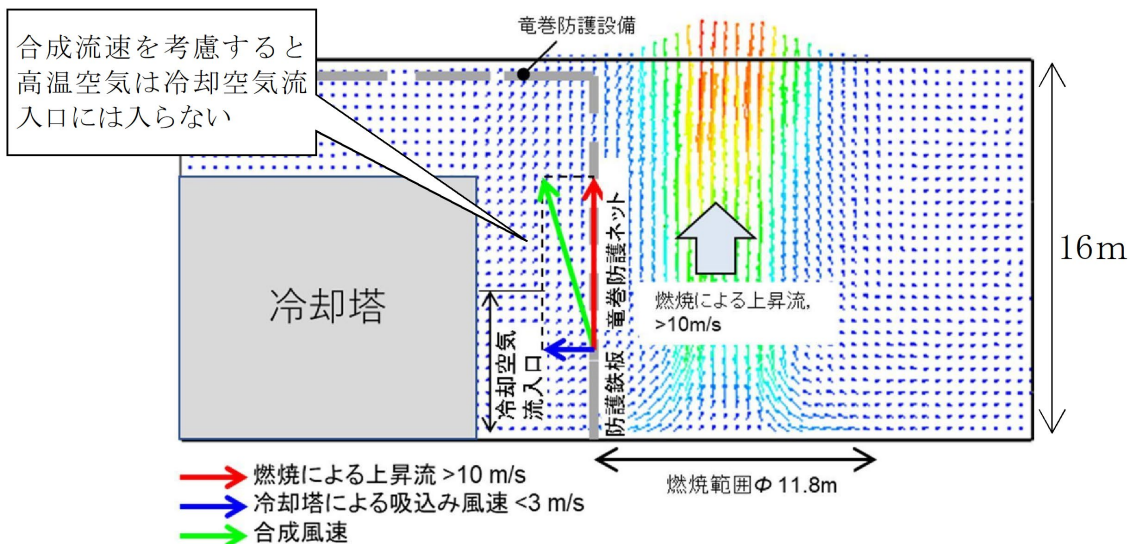 竜巻防護設備
合成流速を考慮すると
高温空気は冷却空気流
入口には入らない
冷却塔
冷却空気
流入口
竜巻防護ネット
防護鉄板
燃焼による上昇流,
>10m/s
16m
燃焼による上昇流 >10 m/s
冷却塔による吸込み風速 <3 m/s
合成風速
燃焼範囲Φ 11.8m